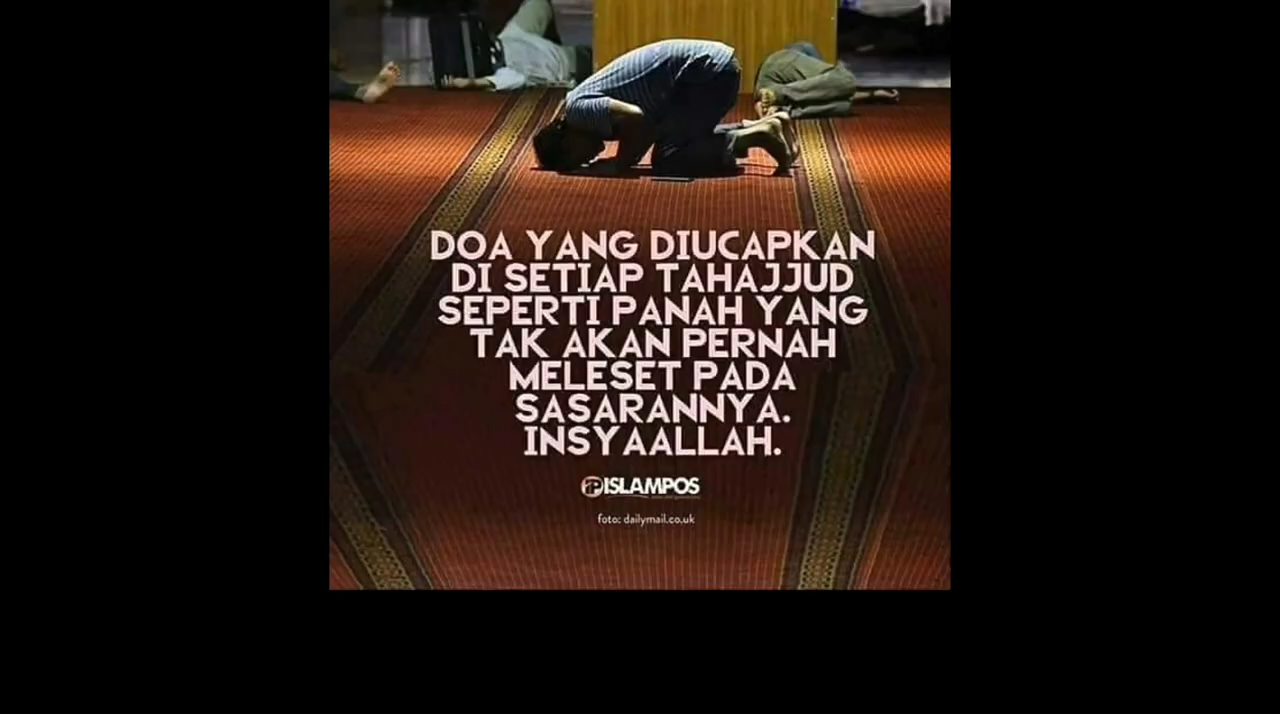 DOA YANG DIUCAPKAN
DI SETIAP TAHAJJUD
SEPERTI PANAH YANG
TAK AKAN PERNAH
MELESET PADA
SASARANNYA.
INSYAALLAH.
IP ISLAMPOS
foto: dailymail.co.uk